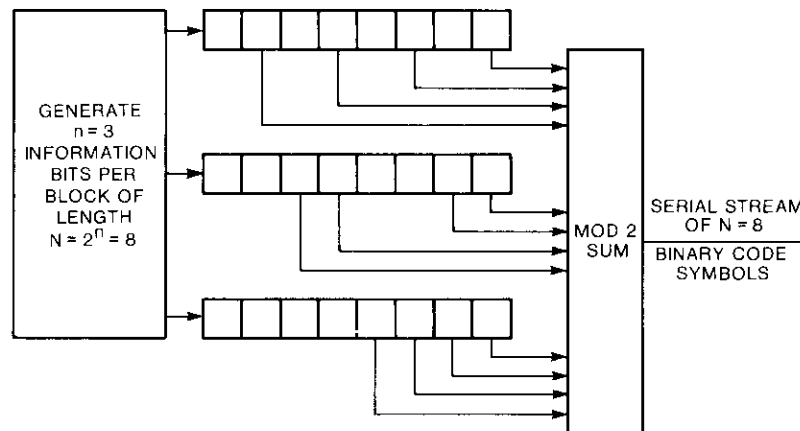 GENERATE
n = 3
INFORMATION
BITS PER
BLOCK OF
LENGTH
N = 2ⁿ = 8
MOD 2
SUM
SERIAL STREAM
OF N = 8
BINARY CODE
SYMBOLS